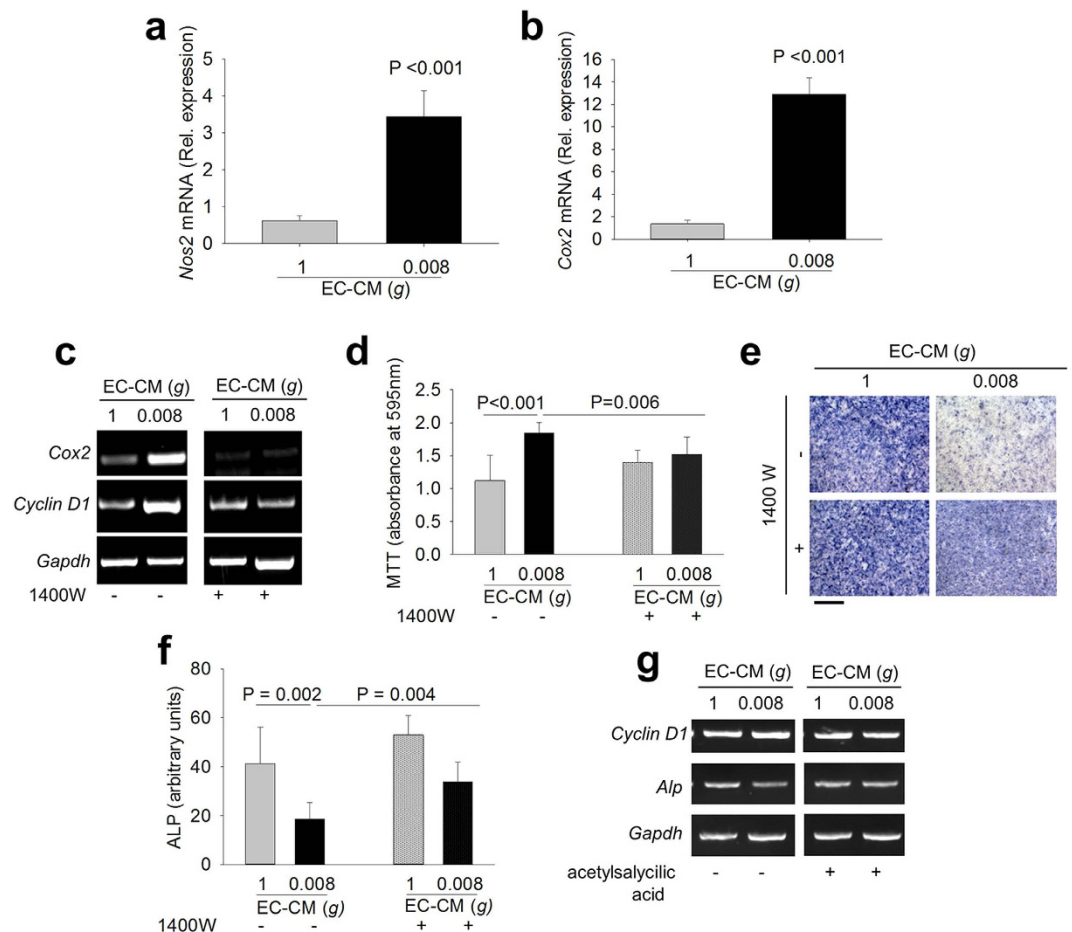 a
Nos2 mRNA (Rel. expression)
5
4
3
2
1
0
P <0.001
1 0.008
EC-CM (g)
b
Cox2 mRNA (Rel. expression)
16
14
12
10
8
6
4
2
0
P <0.001
1 0.008
EC-CM (g)
c
EC-CM (g) EC-CM (g)
1 0.008 1 0.008
Cox2
Cyclin D1
Gapdh
1400W - - + +
d
MTT (absorbance at 595nm)
2.5
2.0
1.5
1.0
0.5
0.0
P<0.001 P=0.006
1 0.008 1 0.008
EC-CM (g) EC-CM (g)
1400W - - + +
e
EC-CM (g)
1 0.008
1400 W
-
+
f
ALP (arbitrary units)
80
60
40
20
0
P = 0.002 P = 0.004
1 0.008 1 0.008
EC-CM (g) EC-CM (g)
1400W - - + +
g
EC-CM (g) EC-CM (g)
1 0.008 1 0.008
Cyclin D1
Alp
Gapdh
acetylsalycilic
acid - - + +